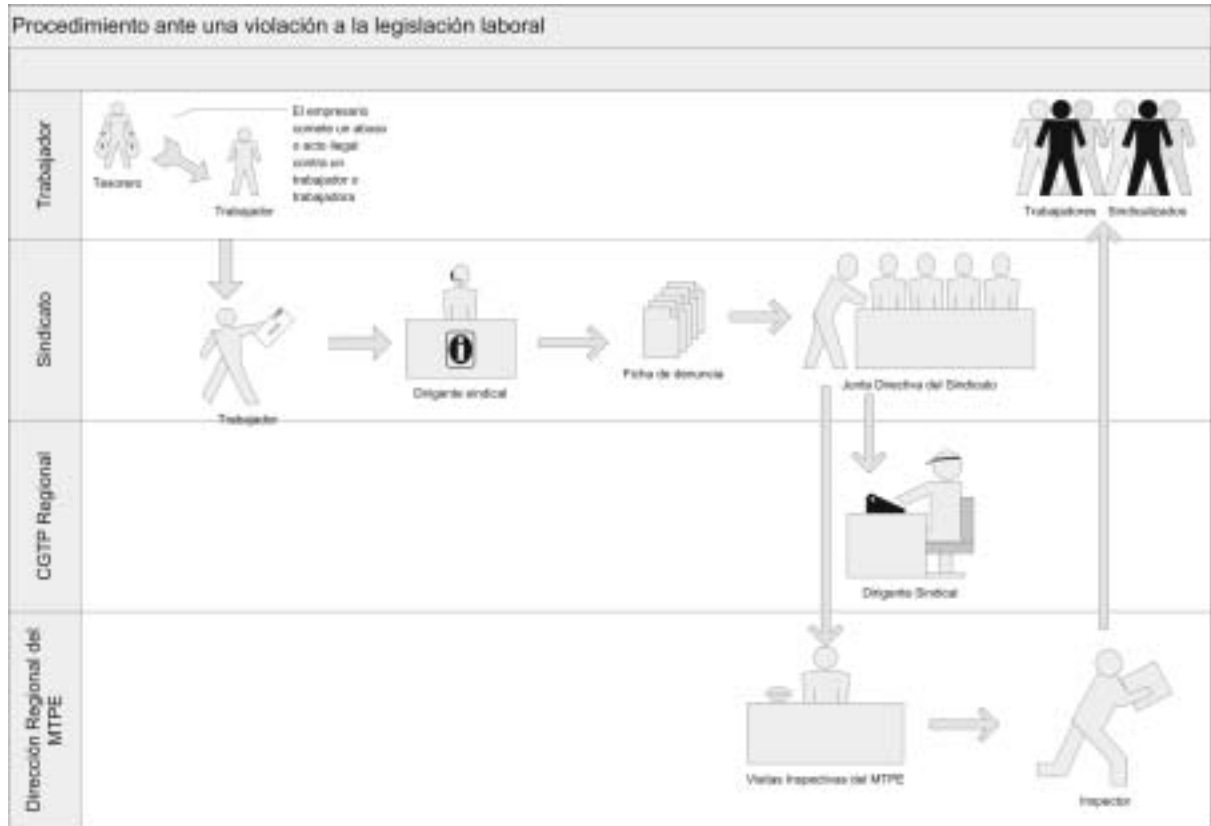 Procedimiento ante una violación a la legislación laboral
Trabajador
Tesorero
Trabajador
El empresario
somete un abuso
o acto ilegal
contra un
trabajador o
trabajadora
Trabajadores Sindicalizados
Sindicato
Trabajador
Dirigente sindical
Ficha de denuncia
Junta Directiva del Sindicato
CGTP Regional
Dirigente Sindical
Dirección Regional del
MTPE
Visitas Inspectivas del MTPE
Inspector